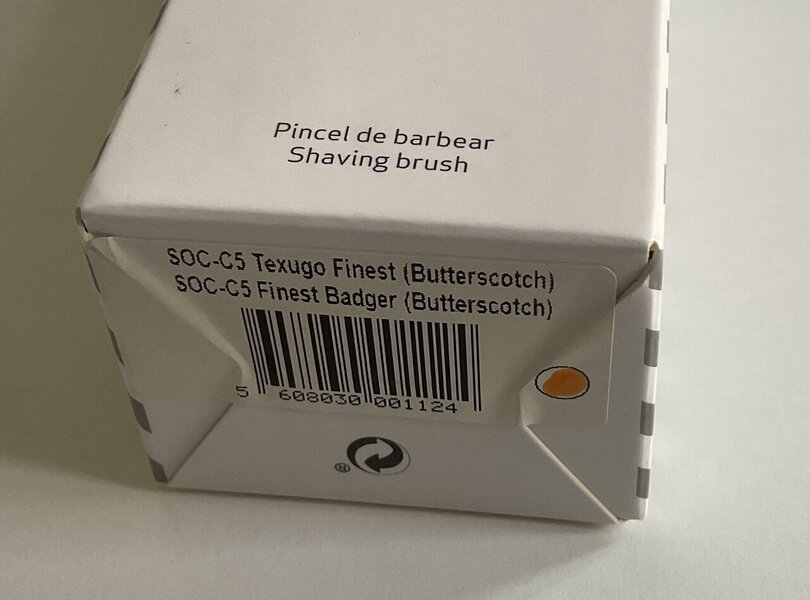 Pincel de barbear
Shaving brush
SOC-C5 Texugo Finest (Butterscotch)
SOC-C5 Finest Badger (Butterscotch)
5 608030 001124
®